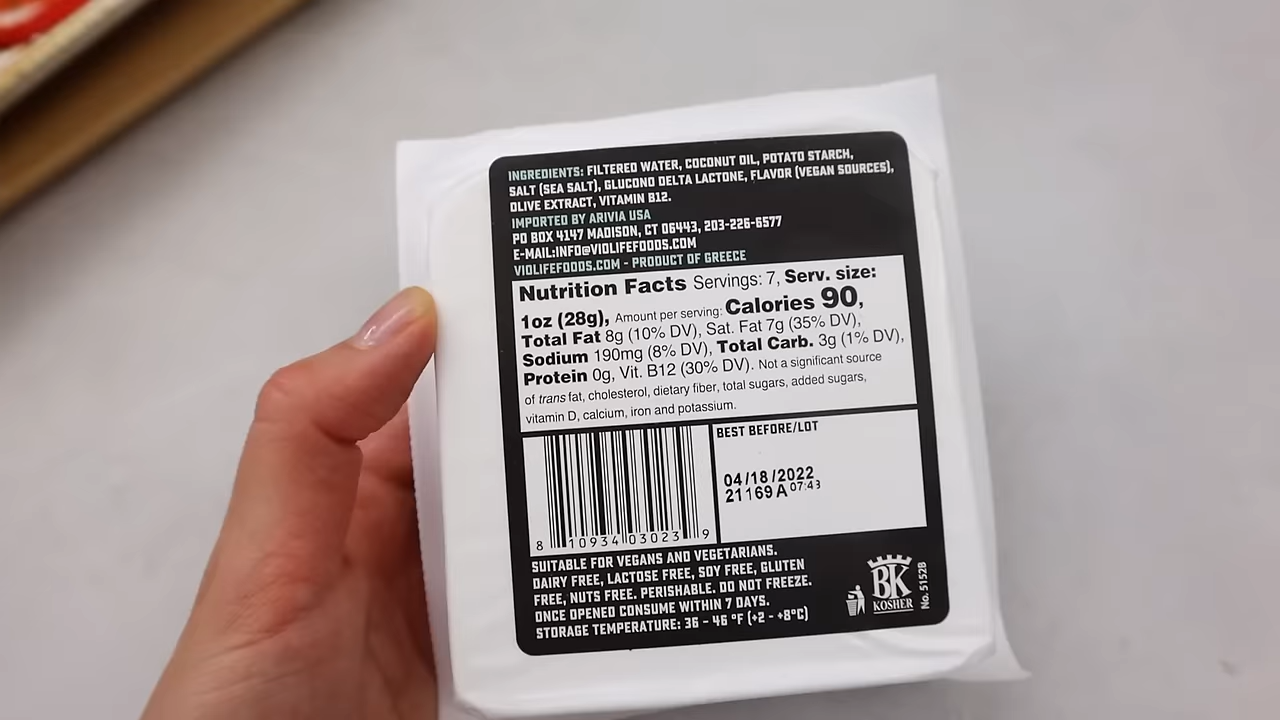 INGREDIENTS: FILTERED WATER, COCONUT OIL, POTATO STARCH,
SALT (SEA SALT), GLUCONO DELTA LACTONE, FLAVOR (VEGAN SOURCES),
OLIVE EXTRACT, VITAMIN B12.
IMPORTED BY ARIVIA USA
PO BOX 4147 MADISON, CT 06443, 203-226-6577
E-MAIL:INFO@VIOLIFEFOODS.COM
VIOLIFEFOODS.COM - PRODUCT OF GREECE
Nutrition Facts Servings: 7, Serv. size:
1oz (28g), Amount per serving: Calories 90,
Total Fat 8g (10% DV), Sat. Fat 7g (35% DV),
Sodium 190mg (8% DV), Total Carb. 3g (1% DV),
Protein 0g, Vit. B12 (30% DV). Not a significant source
of trans fat, cholesterol, dietary fiber, total sugars, added sugars,
vitamin D, calcium, iron and potassium.
BEST BEFORE/LOT
04/18/2022
21169 A 07:43
8 10934 03023 9
SUITABLE FOR VEGANS AND VEGETARIANS.
DAIRY FREE, LACTOSE FREE, SOY FREE, GLUTEN
FREE, NUTS FREE. PERISHABLE. DO NOT FREEZE.
ONCE OPENED CONSUME WITHIN 7 DAYS.
STORAGE TEMPERATURE: 36 - 46 °F (+2 - +8°C)
BK
KOSHER
No. 5152B